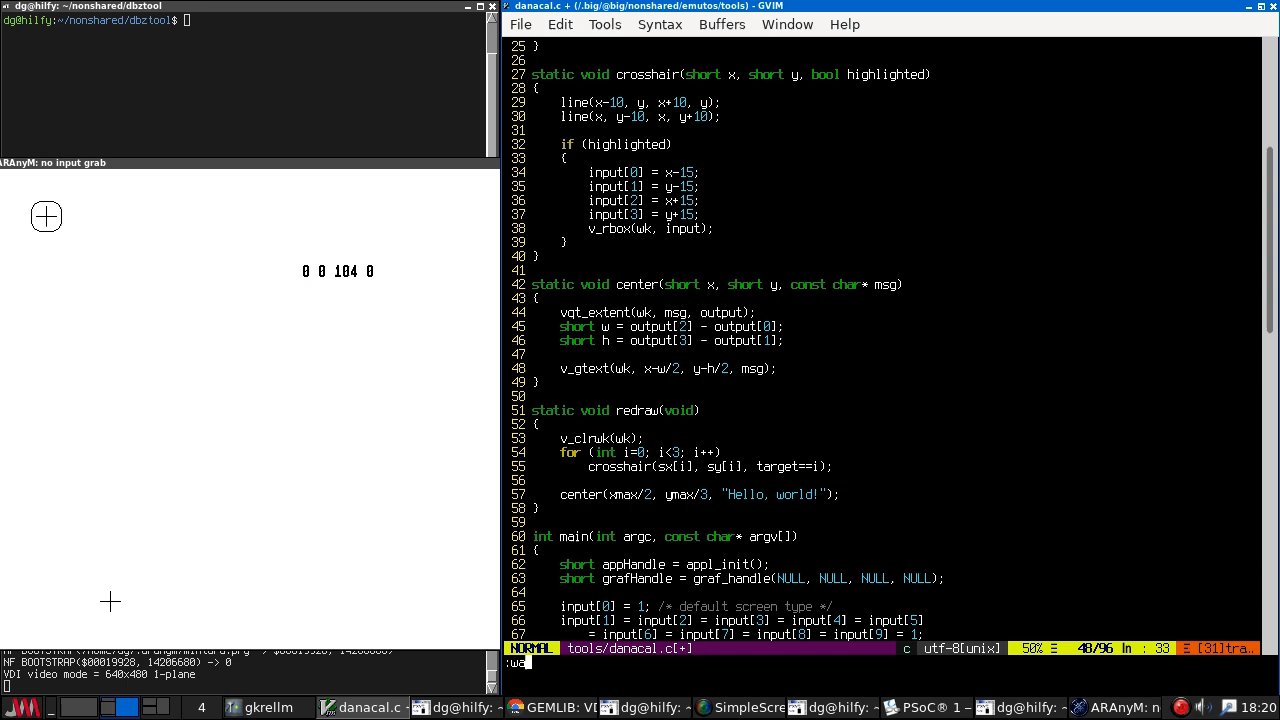 dg@hilfy: ~/nonshared/dbztool
dg@hilfy:~/nonshared/dbztool$
ARAnyM: no input grab
0 0 104 0
NF BOOTSTRAP($00019928, 14206680) -> 0
VDI video mode = 640x480 1-plane
danacal.c + (/.big/@big/nonshared/emutos/tools) - GVIM
File Edit Tools Syntax Buffers Window Help
25 }
26
27 static void crosshair(short x, short y, bool highlighted)
28 {
29     line(x-10, y, x+10, y);
30     line(x, y-10, x, y+10);
31
32     if (highlighted)
33     {
34         input[0] = x-15;
35         input[1] = y-15;
36         input[2] = x+15;
37         input[3] = y+15;
38         v_rbox(wk, input);
39     }
40 }
41
42 static void center(short x, short y, const char* msg)
43 {
44     vqt_extent(wk, msg, output);
45     short w = output[2] - output[0];
46     short h = output[3] - output[1];
47
48     v_gtext(wk, x-w/2, y-h/2, msg);
49 }
50
51 static void redraw(void)
52 {
53     v_clrwk(wk);
54     for (int i=0; i<3; i++)
55         crosshair(sx[i], sy[i], target==i);
56
57     center(xmax/2, ymax/3, "Hello, world!");
58 }
59
60 int main(int argc, const char* argv[])
61 {
62     short appHandle = appl_init();
63     short grafHandle = graf_handle(NULL, NULL, NULL, NULL);
64
65     input[0] = 1; /* default screen type */
66     input[1] = input[2] = input[3] = input[4] = input[5]
67         = input[6] = input[7] = input[8] = input[9] = 1;
NORMAL tools/danacal.c[+] c utf-8[unix] 50% Ξ 48/96 ln : 33 Ξ [31]tra..
:wa
4 gkrellm danacal.c dg@hilfy: GEMLIB: VD dg@hilfy: SimpleScre dg@hilfy: PSoC ® 1 – dg@hilfy: ARAnyM: n 18:20